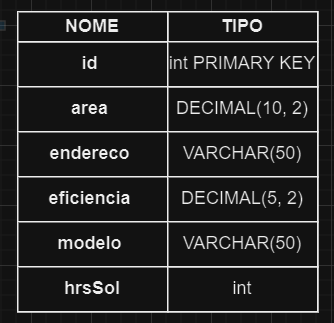 NOME TIPO
id int PRIMARY KEY
area DECIMAL(10, 2)
endereco VARCHAR(50)
eficiencia DECIMAL(5, 2)
modelo VARCHAR(50)
hrsSol int